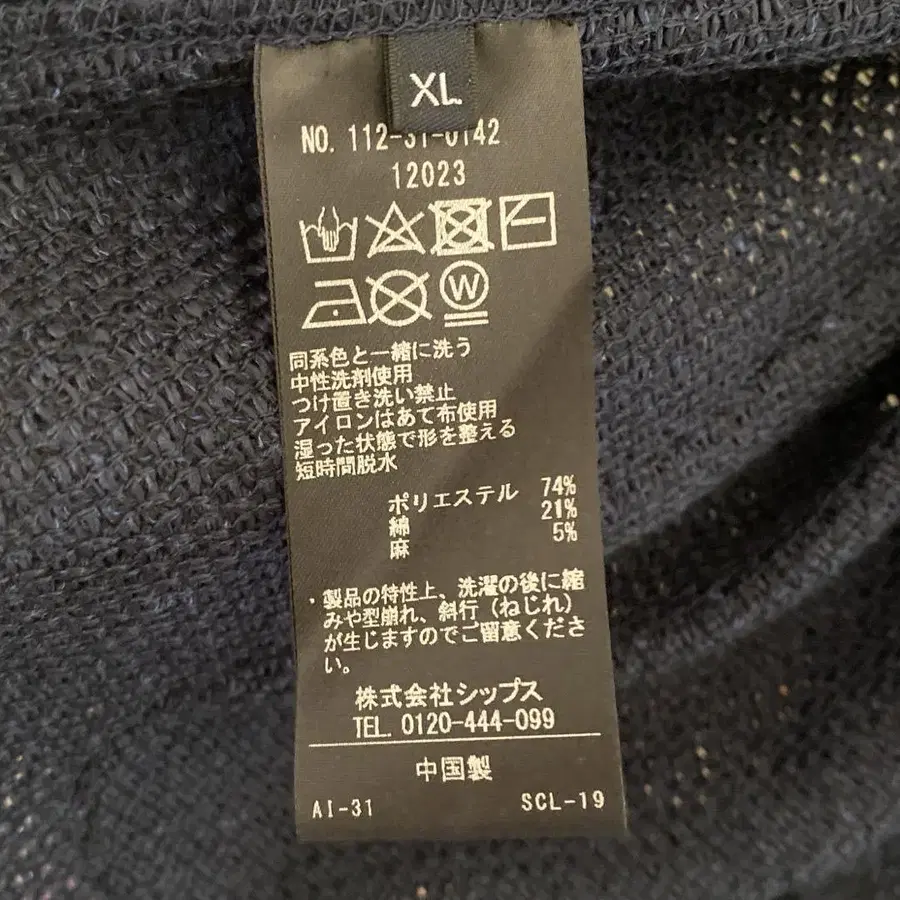 XL
NO. 112-31-0142
12023
W
同系色と一緒に洗う
中性洗剤使用
つけ置き洗い禁止
アイロンはあて布使用
湿った状態で形を整える
短時間脱水
ポリエステル 74%
綿 21%
麻 5%
・製品の特性上、洗濯の後に縮
みや型崩れ、斜行(ねじれ)
が生じますのでご留意くださ
い。
株式会社シップス
TEL. 0120-444-099
中国製
AI-31 SCL-19